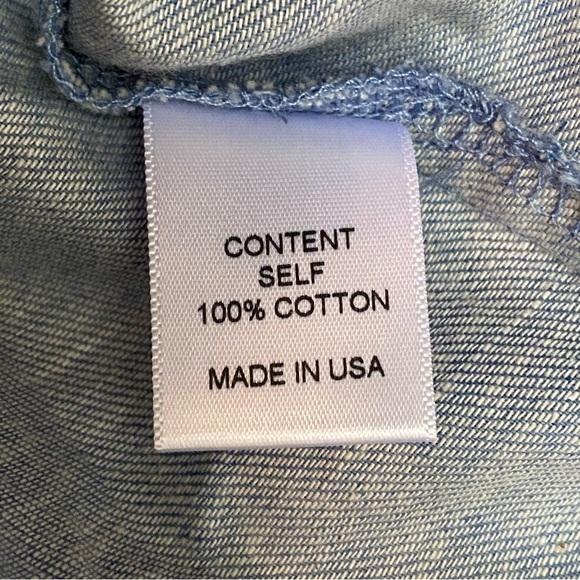 CONTENT
SELF
100% COTTON
MADE IN USA